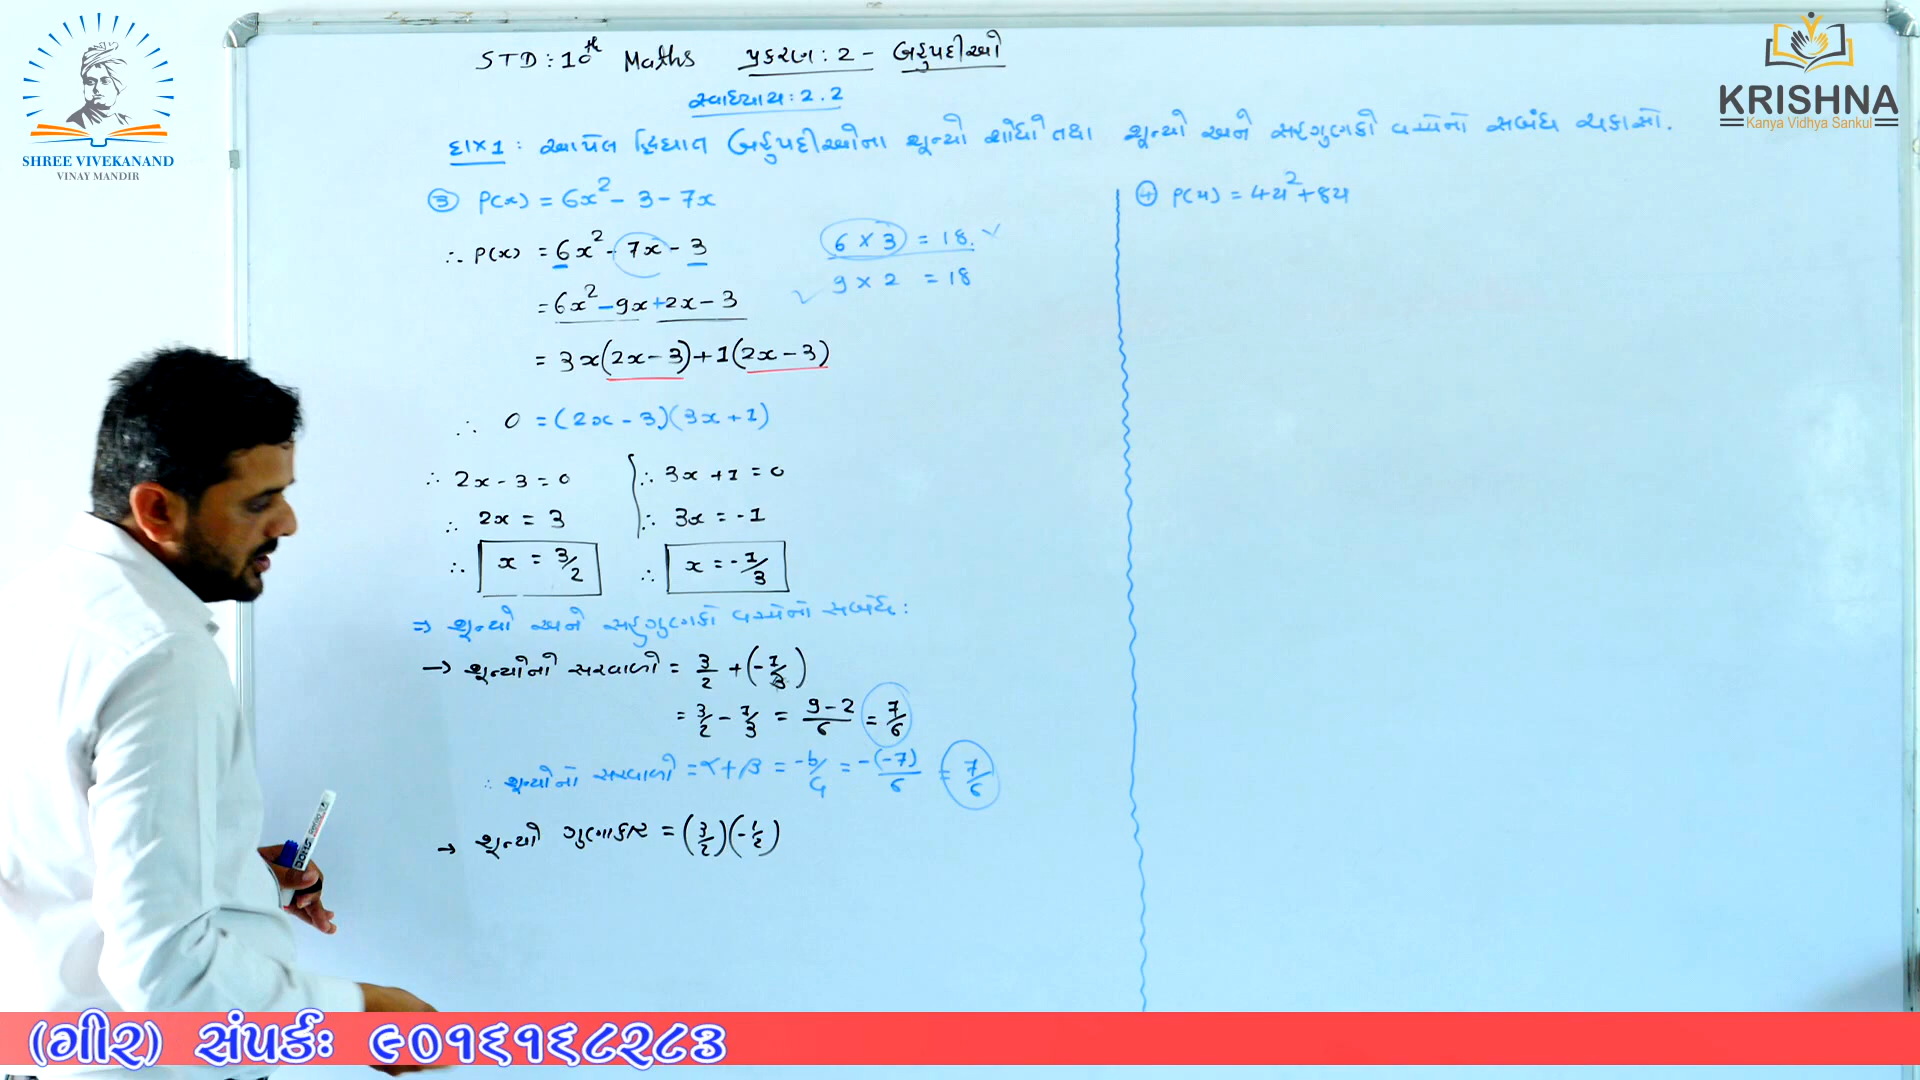 SHREE VIVEKANAND
VINAY MANDIR
KRISHNA
Kanya Vidhya Sankul
STD : 10th Maths પ્રકરણ : 2 - બહુપદીઓ
સ્વાધ્યાય : 2.2
દાખલો 1 : આપેલ દ્વિઘાત બહુપદીઓના શૂન્યો શોધો તથા શૂન્યો અને સહગુણકો વચ્ચેનો સબંધ ચકાસો.
③ P(x) = 6x² - 3 - 7x
∴ P(x) = 6x² - 7x - 3
= 6x² - 9x + 2x - 3
= 3x(2x - 3) + 1(2x - 3)
∴ 0 = (2x - 3)(3x + 1)
∴ 2x - 3 = 0 ∴ 3x + 1 = 0
∴ 2x = 3 ∴ 3x = -1
∴ x = 3/2 ∴ x = -1/3
6 × 3 = 18. ✓
✓ 9 × 2 = 18
⇒ શૂન્યો અને સહગુણકો વચ્ચેનો સબંધ :
→ શૂન્યોનો સરવાળો = 3/2 + (-1/3)
= 3/2 - 1/3 = 9-2/6 = 7/6
∴ શૂન્યોનો સરવાળો = α + β = -b/a = -(-7)/6 = 7/6
→ શૂન્યો ગુણાકાર = (3/2)(-1/2)
④ P(u) = 4u² + 8u
(ગીર) સંપર્કઃ ૯૦૧૬૧૬૮૨૮૩